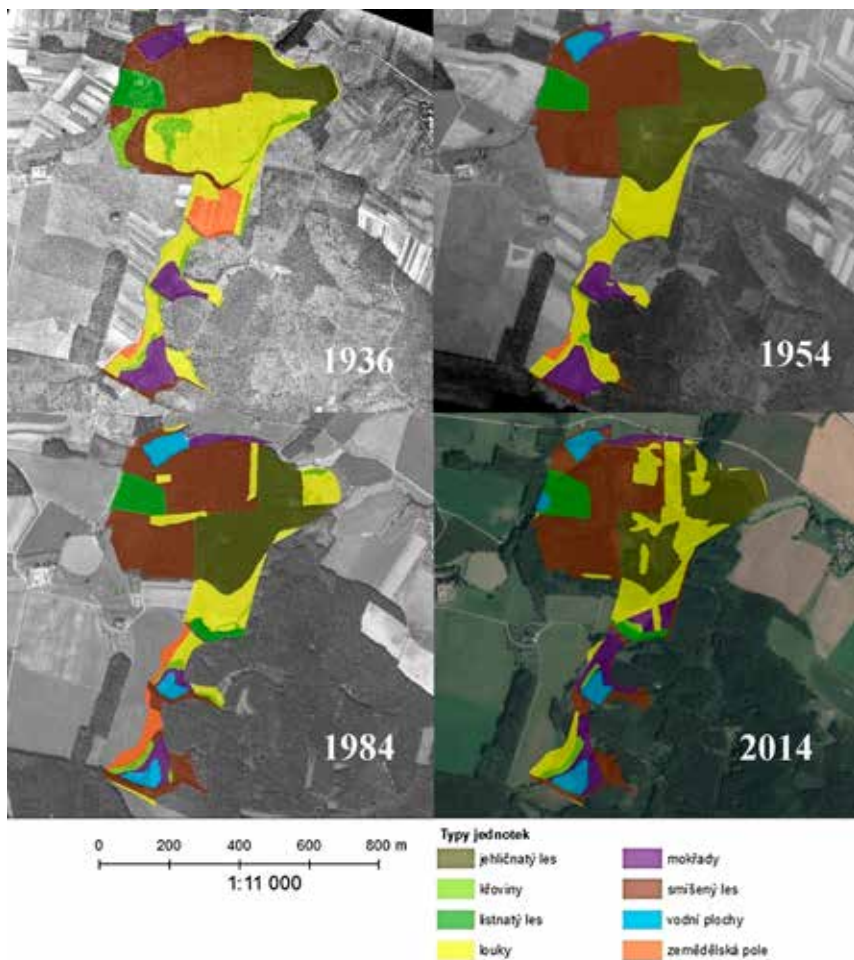 1936
1954
1984
2014
0 200 400 600 800 m
1:11 000
Typy jednotek
jehličnatý les
křoviny
listnatý les
louky
mokřady
smíšený les
vodní plochy
zemědělská pole